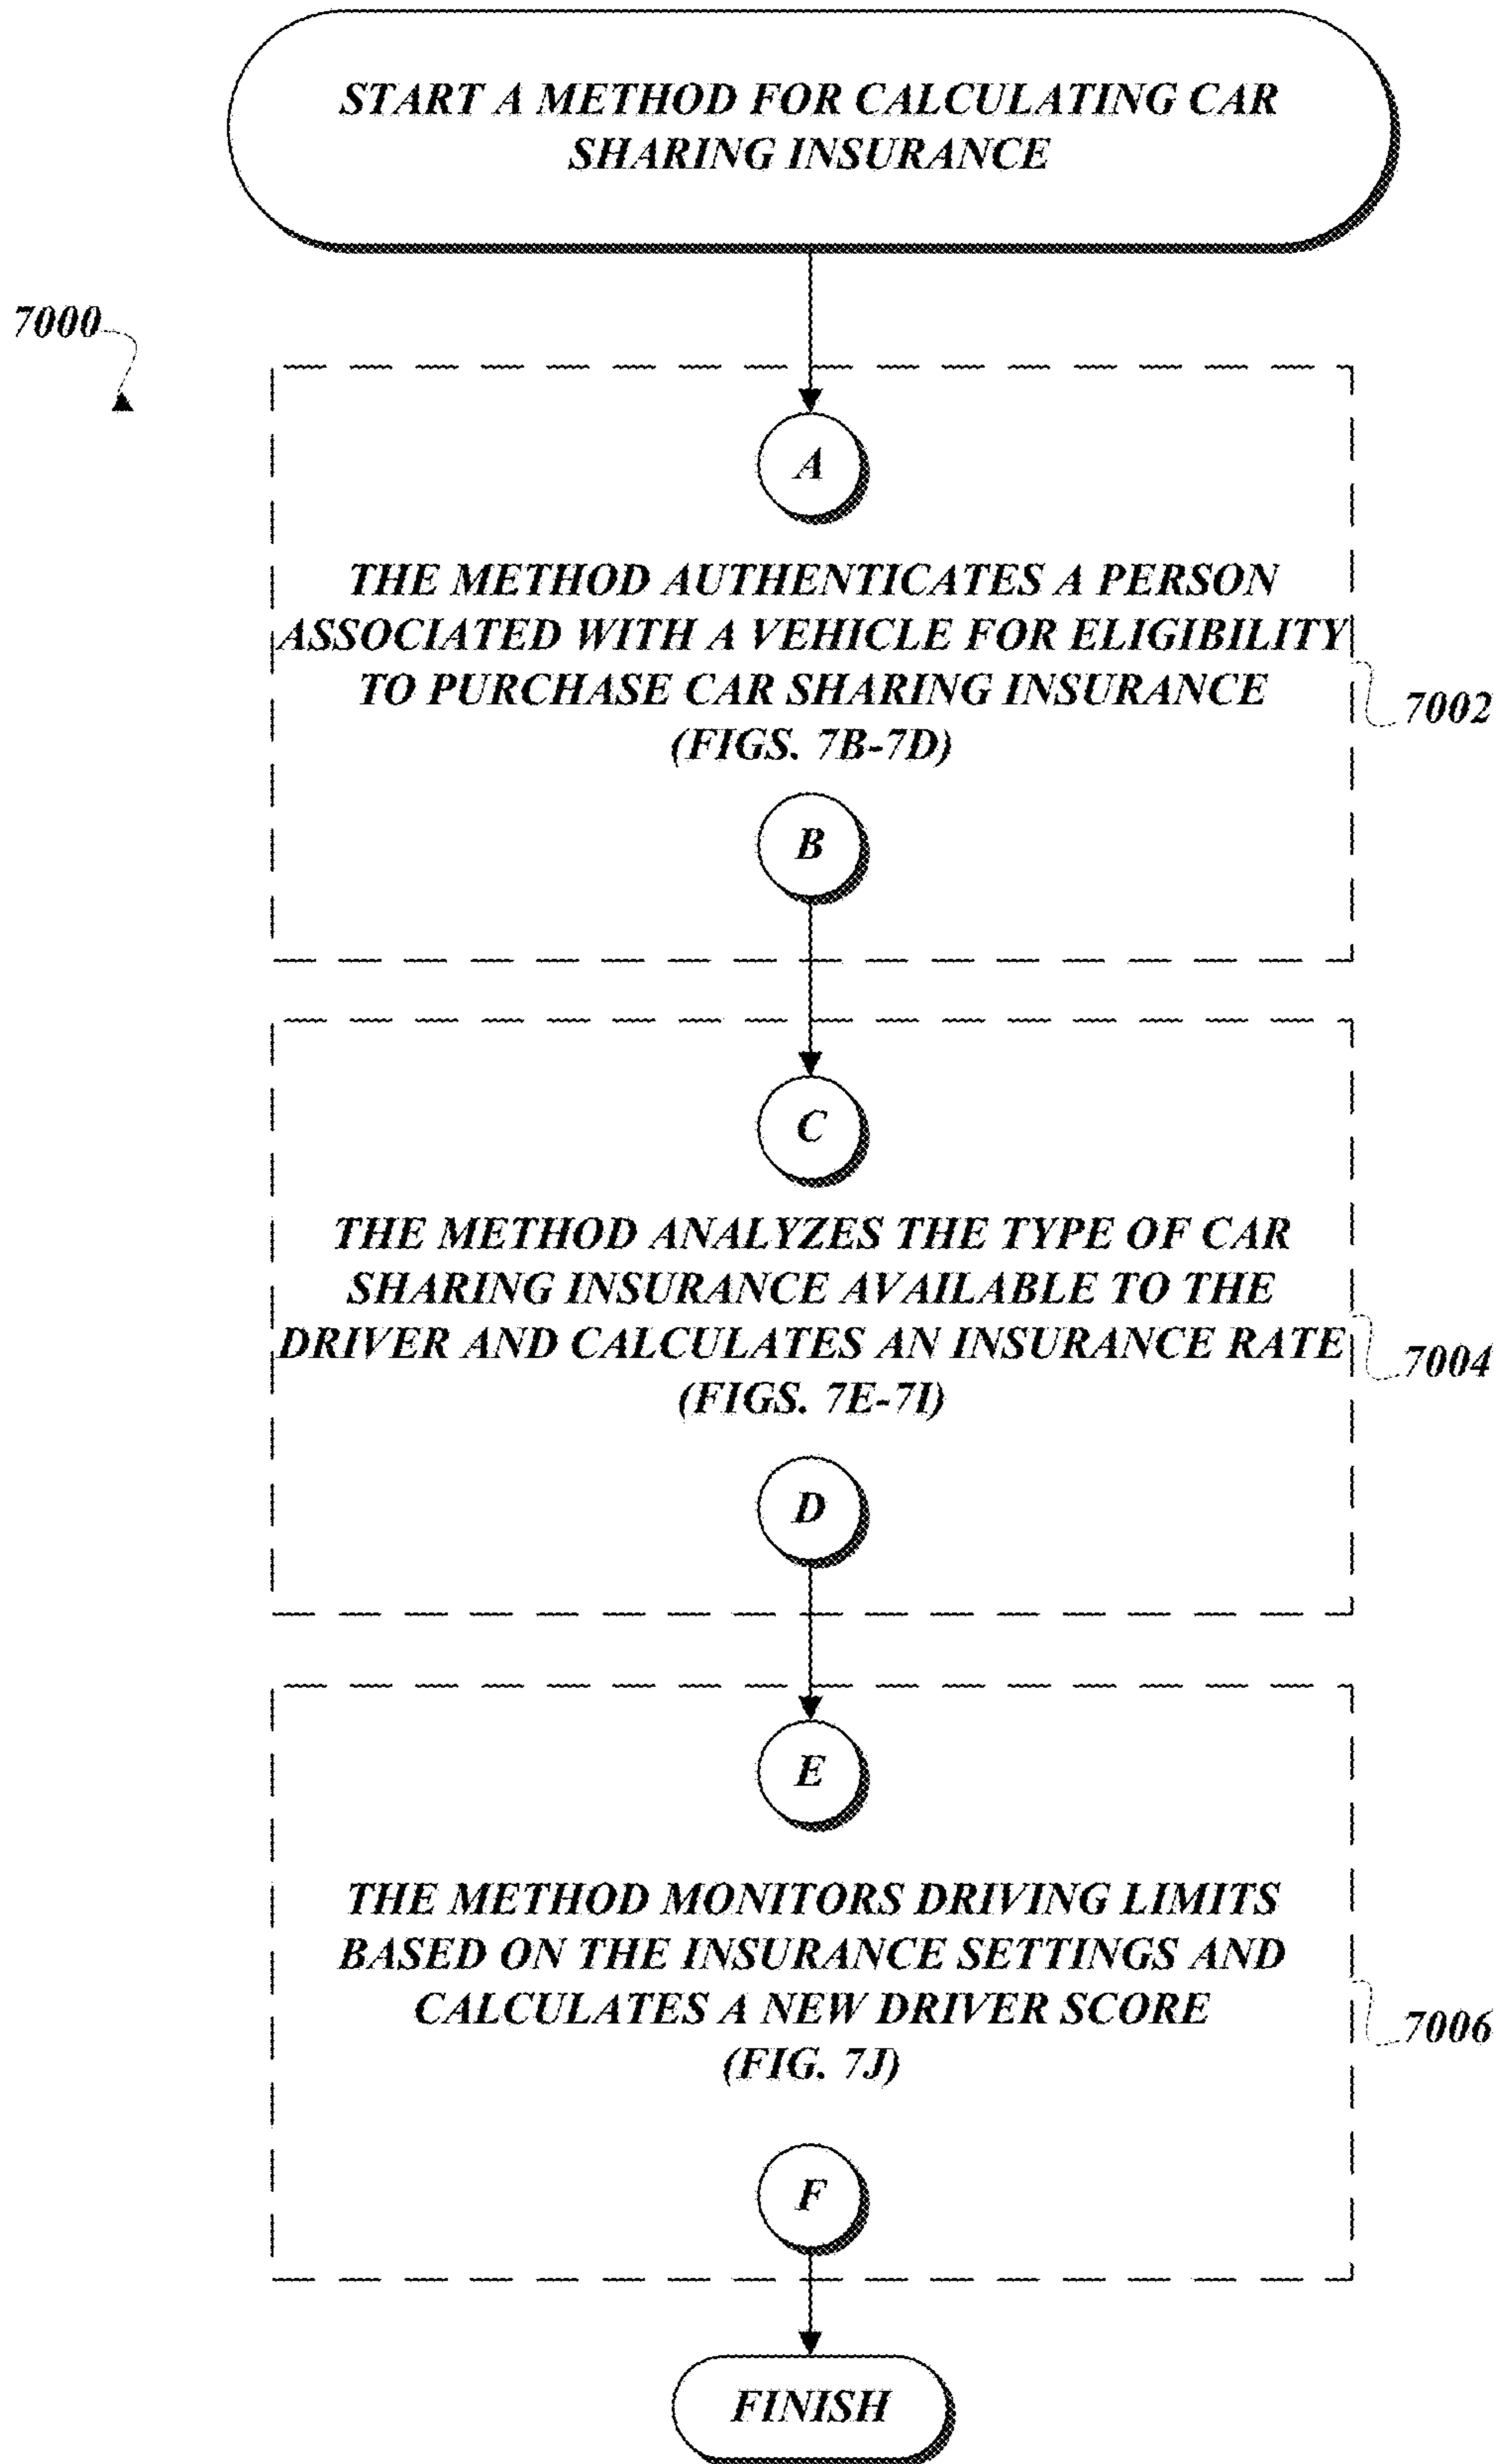 START A METHOD FOR CALCULATING CAR
SHARING INSURANCE
7000
A
THE METHOD AUTHENTICATES A PERSON
ASSOCIATED WITH A VEHICLE FOR ELIGIBILITY
TO PURCHASE CAR SHARING INSURANCE
(FIGS. 7B-7D)
7002
B
C
THE METHOD ANALYZES THE TYPE OF CAR
SHARING INSURANCE AVAILABLE TO THE
DRIVER AND CALCULATES AN INSURANCE RATE
(FIGS. 7E-7I)
7004
D
E
THE METHOD MONITORS DRIVING LIMITS
BASED ON THE INSURANCE SETTINGS AND
CALCULATES A NEW DRIVER SCORE
(FIG. 7J)
7006
F
FINISH